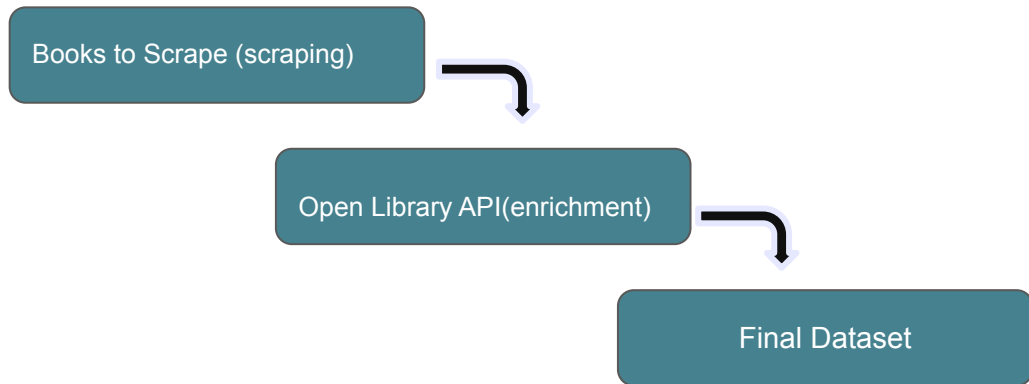 Books to Scrape (scraping)
Open Library API(enrichment)
Final Dataset